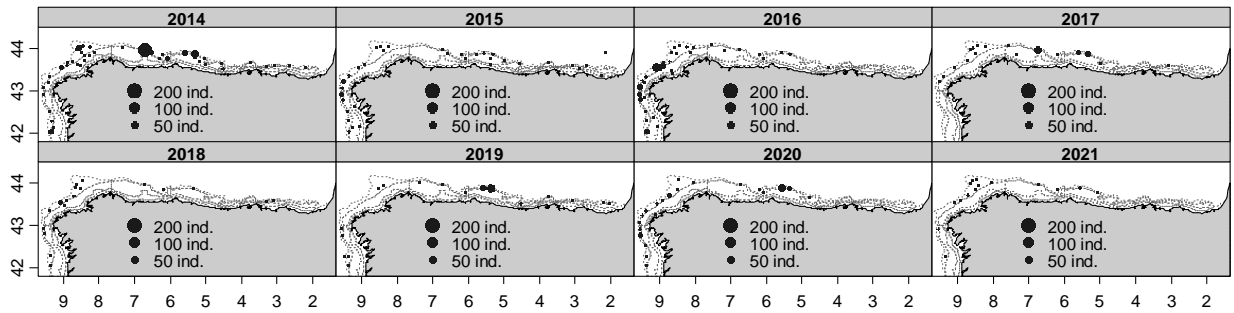 2014 2015 2016 2017
44
43
42
200 ind. 200 ind. 200 ind. 200 ind.
100 ind. 100 ind. 100 ind. 100 ind.
50 ind. 50 ind. 50 ind. 50 ind.
2018 2019 2020 2021
44
43
42
200 ind. 200 ind. 200 ind. 200 ind.
100 ind. 100 ind. 100 ind. 100 ind.
50 ind. 50 ind. 50 ind. 50 ind.
9 8 7 6 5 4 3 2 9 8 7 6 5 4 3 2 9 8 7 6 5 4 3 2 9 8 7 6 5 4 3 2